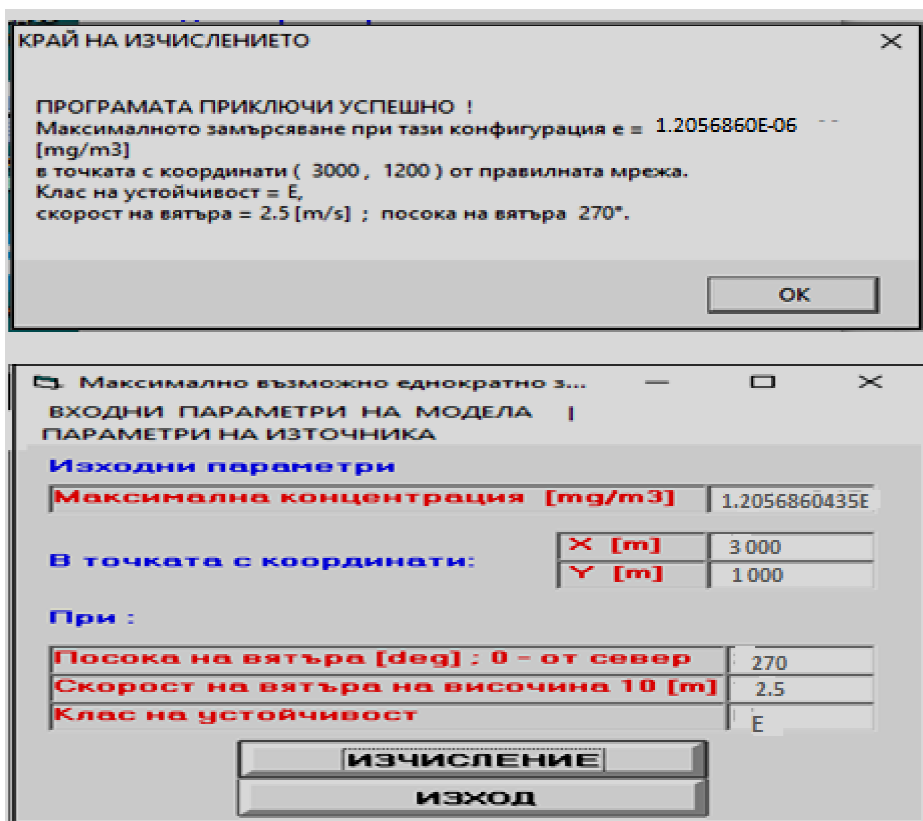 КРАЙ НА ИЗЧИСЛЕНИЕТО
ПРОГРАМАТА ПРИКЛЮЧИ УСПЕШНО !
Максималното замърсяване при тази конфигурация е = 1.2056860E-06
[mg/m3]
в точката с координати ( 3000 , 1200 ) от правилната мрежа.
Клас на устойчивост = E,
скорост на вятъра = 2.5 [m/s] ; посока на вятъра 270°.
OK
Максимално възможно еднократно з...
ВХОДНИ ПАРАМЕТРИ НА МОДЕЛА |
ПАРАМЕТРИ НА ИЗТОЧНИКА
Изходни параметри
Максимална концентрация [mg/m3] 1.2056860435E
В точката с координати:
X [m] 3000
Y [m] 1000
При :
Посока на вятъра [deg] ; 0 - от север 270
Скорост на вятъра на височина 10 [m] 2.5
Клас на устойчивост E
ИЗЧИСЛЕНИЕ
ИЗХОД